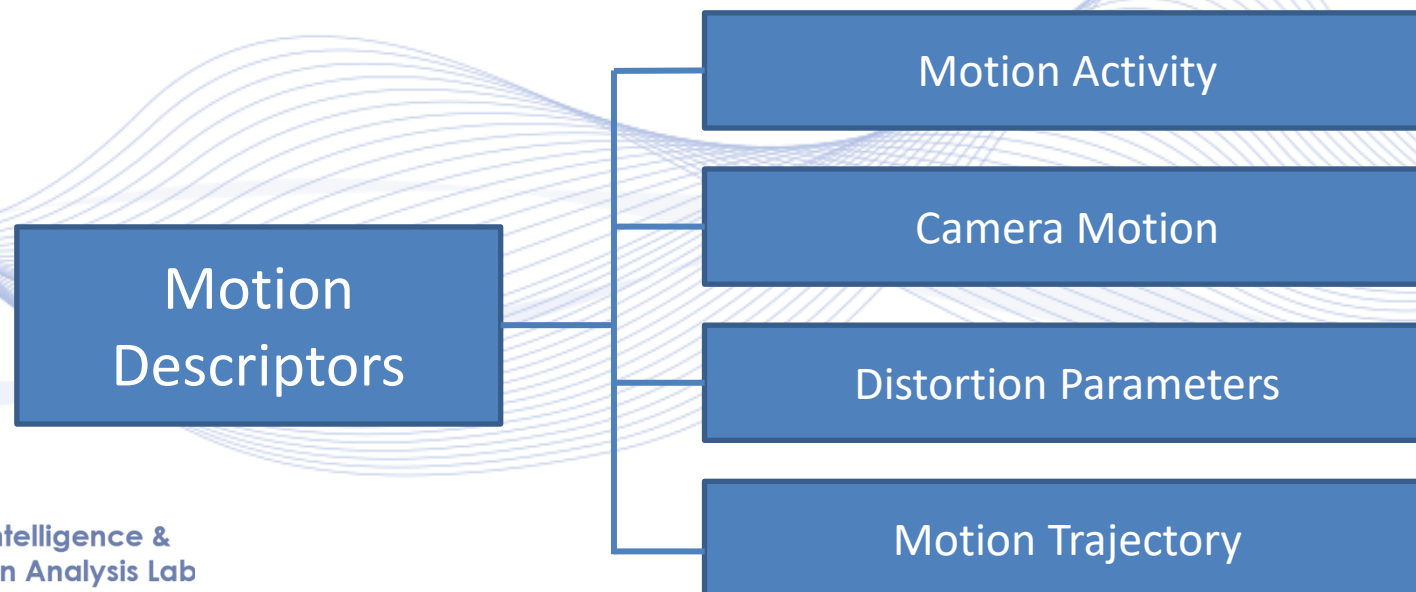 Motion
Descriptors
Motion Activity
Camera Motion
Distortion Parameters
Motion Trajectory
ntelligence &
n Analysis Lab